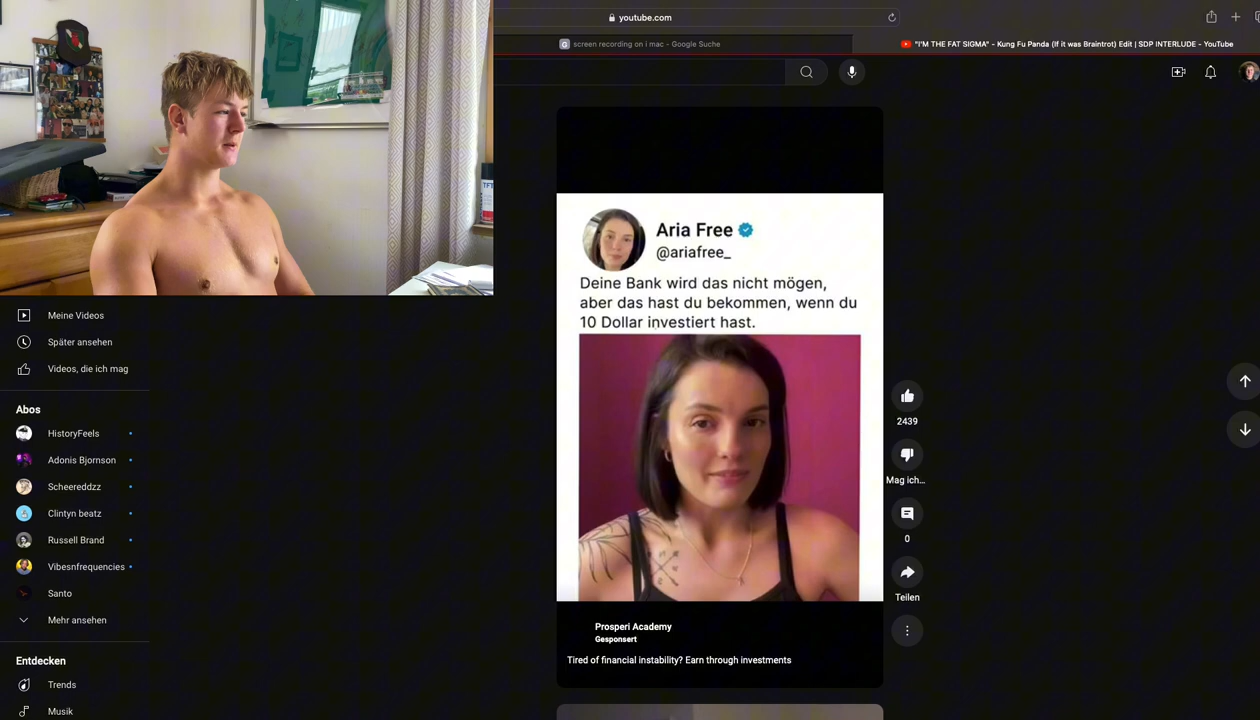 youtube.com
screen recording on i mac - Google Suche
"I'M THE FAT SIGMA" - Kung Fu Panda (If it was Braintrot) Edit | SDP INTERLUDE - YouTube
TFT
Meine Videos
Später ansehen
Videos, die ich mag
Abos
HistoryFeels
Adonis Bjornson
Scheereddzz
Clintyn beatz
Russell Brand
Vibesnfrequencies
Santo
Mehr ansehen
Entdecken
Trends
Musik
Aria Free
@ariafree_
Deine Bank wird das nicht mögen,
aber das hast du bekommen, wenn du
10 Dollar investiert hast.
Prosperi Academy
Gesponsert
Tired of financial instability? Earn through investments
2439
Mag ich...
0
Teilen